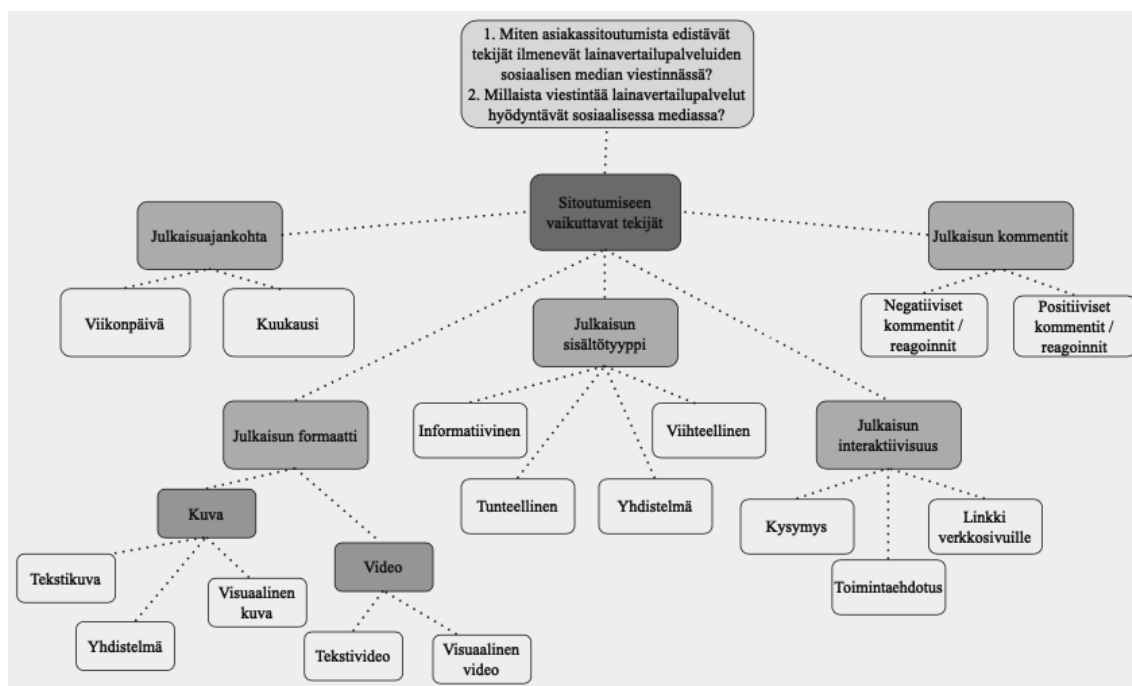 1. Miten asiakassitoutumista edistävät
tekijät ilmenevät lainavertailupalveluiden
sosiaalisen median viestinnässä?
2. Millaista viestintää lainavertailupalvelut
hyödyntävät sosiaalisessa mediassa?
Sitoutumiseen
vaikuttavat tekijät
Julkaisuajankohta
Julkaisun kommentit
Viikonpäivä
Kuukausi
Julkaisun
sisältötyyppi
Negatiiviset
kommentit /
reagoinnit
Positiiviset
kommentit /
reagoinnit
Julkaisun formaatti
Informatiivinen
Viihteellinen
Julkaisun
interaktiivisuus
Tunteellinen
Yhdistelmä
Kuva
Kysymys
Linkki
verkkosivuille
Video
Tekstikuva
Visuaalinen
kuva
Toimintaehdotus
Yhdistelmä
Tekstivideo
Visuaalinen
video